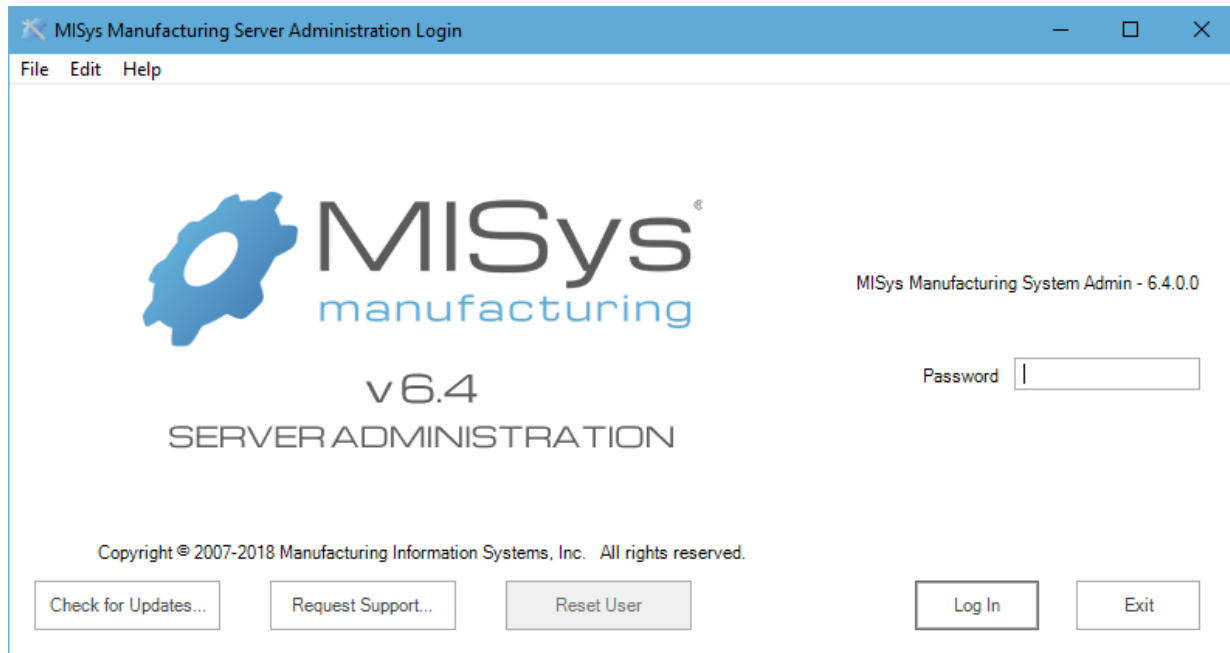 MISys Manufacturing Server Administration Login
File Edit Help
MISys
manufacturing
v 6.4
SERVER ADMINISTRATION
MISys Manufacturing System Admin - 6.4.0.0
Password
Copyright © 2007-2018 Manufacturing Information Systems, Inc. All rights reserved.
Check for Updates... Request Support... Reset User Log In Exit